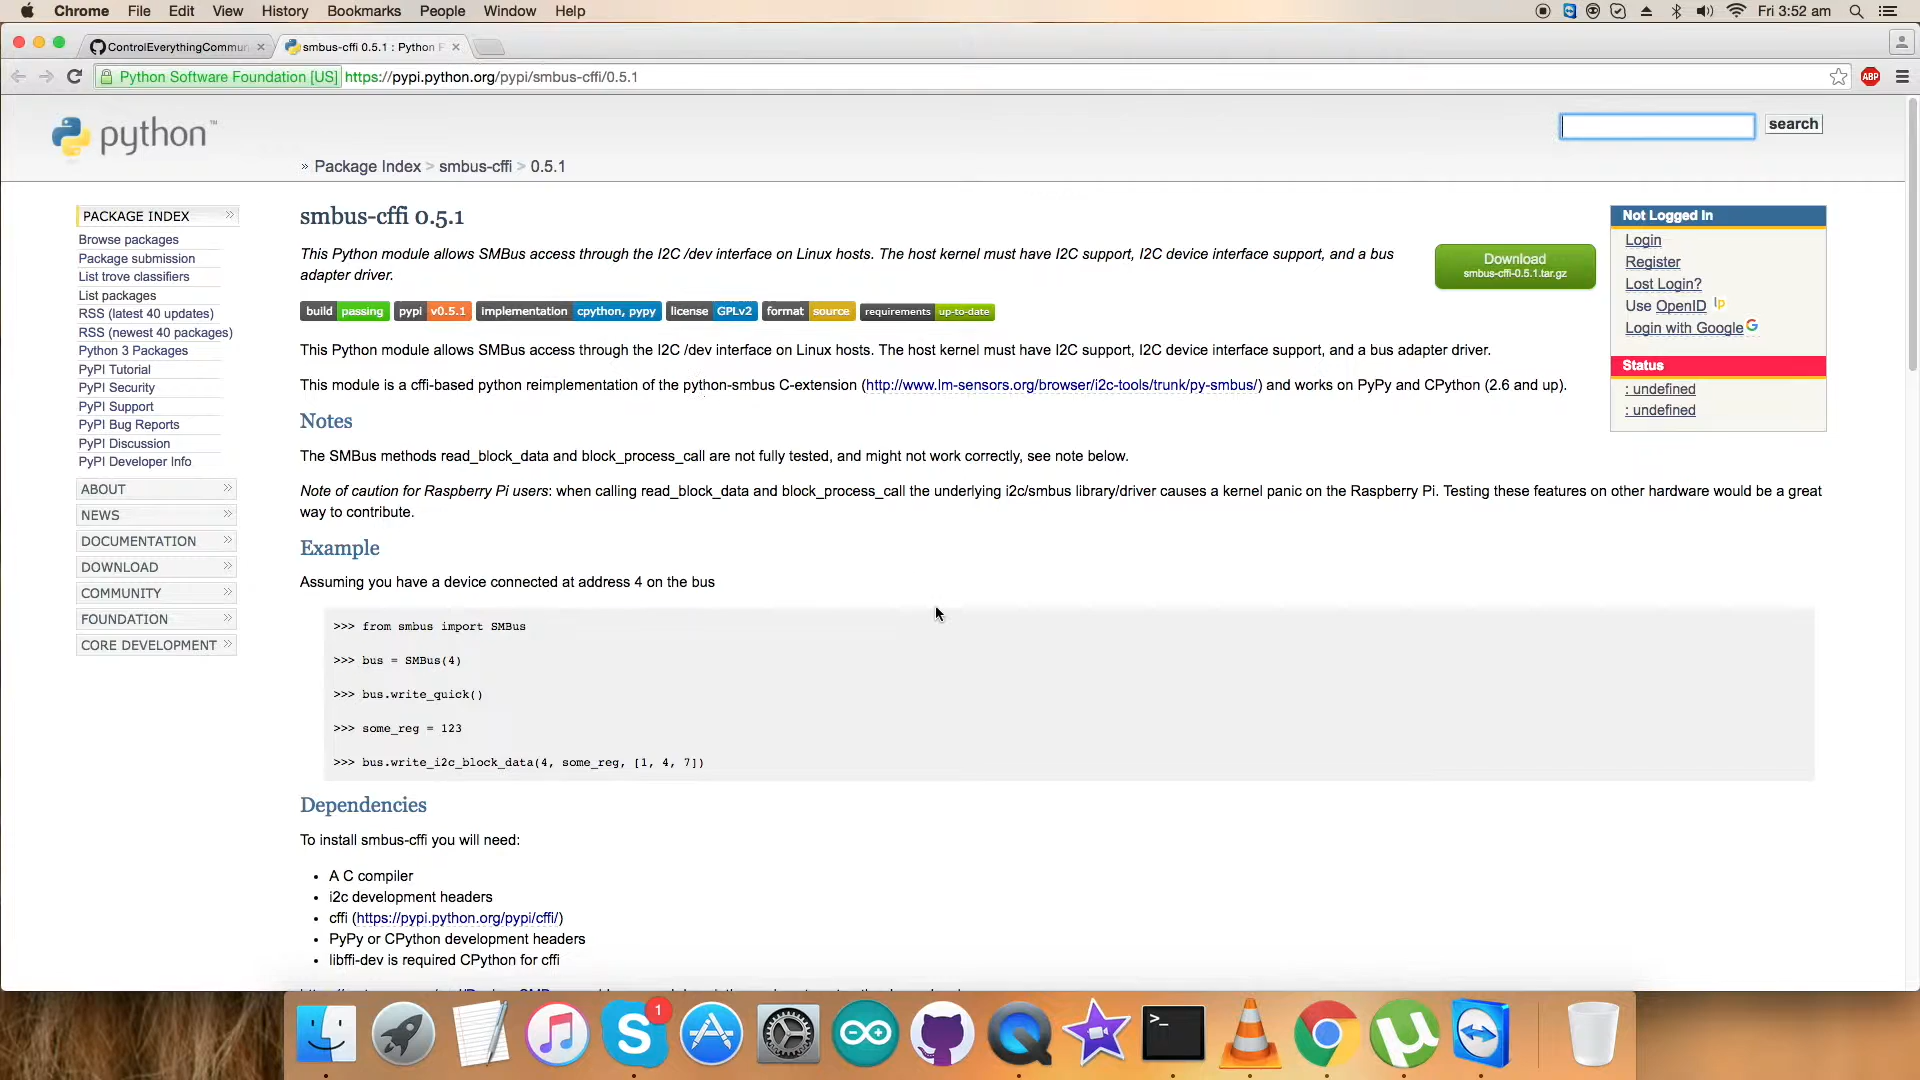 Chrome File Edit View History Bookmarks People Window Help
Fri 3:52 am
ControlEverythingCommun
smbus-cffi 0.5.1 : Python P
Python Software Foundation [US] https://pypi.python.org/pypi/smbus-cffi/0.5.1
ABP
python™
search
» Package Index > smbus-cffi > 0.5.1
PACKAGE INDEX »
Browse packages
Package submission
List trove classifiers
List packages
RSS (latest 40 updates)
RSS (newest 40 packages)
Python 3 Packages
PyPI Tutorial
PyPI Security
PyPI Support
PyPI Bug Reports
PyPI Discussion
PyPI Developer Info
ABOUT »
NEWS »
DOCUMENTATION »
DOWNLOAD »
COMMUNITY »
FOUNDATION »
CORE DEVELOPMENT »
smbus-cffi 0.5.1
This Python module allows SMBus access through the I2C /dev interface on Linux hosts. The host kernel must have I2C support, I2C device interface support, and a bus
adapter driver.
Download
smbus-cffi-0.5.1.tar.gz
build passing pypi v0.5.1 implementation cpython, pypy license GPLv2 format source requirements up-to-date
This Python module allows SMBus access through the I2C /dev interface on Linux hosts. The host kernel must have I2C support, I2C device interface support, and a bus adapter driver.
This module is a cffi-based python reimplementation of the python-smbus C-extension (http://www.lm-sensors.org/browser/i2c-tools/trunk/py-smbus/) and works on PyPy and CPython (2.6 and up).
Notes
The SMBus methods read_block_data and block_process_call are not fully tested, and might not work correctly, see note below.
Note of caution for Raspberry Pi users: when calling read_block_data and block_process_call the underlying i2c/smbus library/driver causes a kernel panic on the Raspberry Pi. Testing these features on other hardware would be a great
way to contribute.
Example
Assuming you have a device connected at address 4 on the bus
>>> from smbus import SMBus
>>> bus = SMBus(4)
>>> bus.write_quick()
>>> some_reg = 123
>>> bus.write_i2c_block_data(4, some_reg, [1, 4, 7])
Dependencies
To install smbus-cffi you will need:
• A C compiler
• i2c development headers
• cffi (https://pypi.python.org/pypi/cffi/)
• PyPy or CPython development headers
• libffi-dev is required CPython for cffi
Not Logged In
Login
Register
Lost Login?
Use OpenID
Login with Google
Status
: undefined
: undefined
1